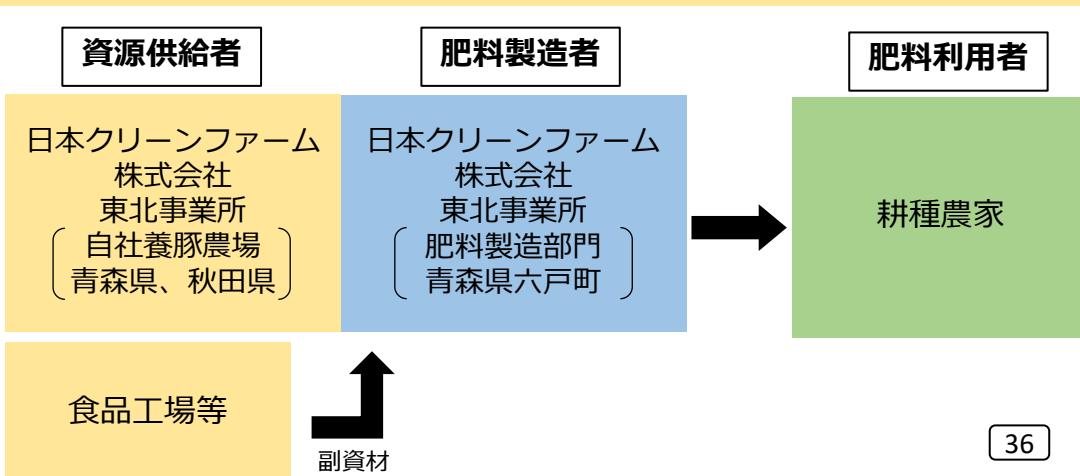 資源供給者
肥料製造者
肥料利用者
日本クリーンファーム
株式会社
東北事業所
自社養豚農場
青森県、秋田県
日本クリーンファーム
株式会社
東北事業所
肥料製造部門
青森県六戸町
耕種農家
食品工場等
副資材
36